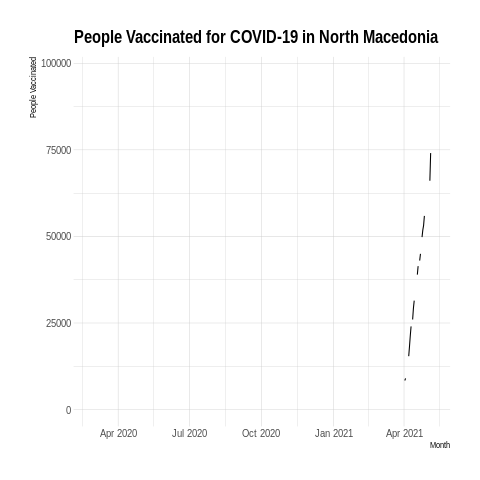 People Vaccinated for COVID-19 in North Macedonia
People Vaccinated
100000
75000
50000
25000
0
Apr 2020 Jul 2020 Oct 2020 Jan 2021 Apr 2021
Month